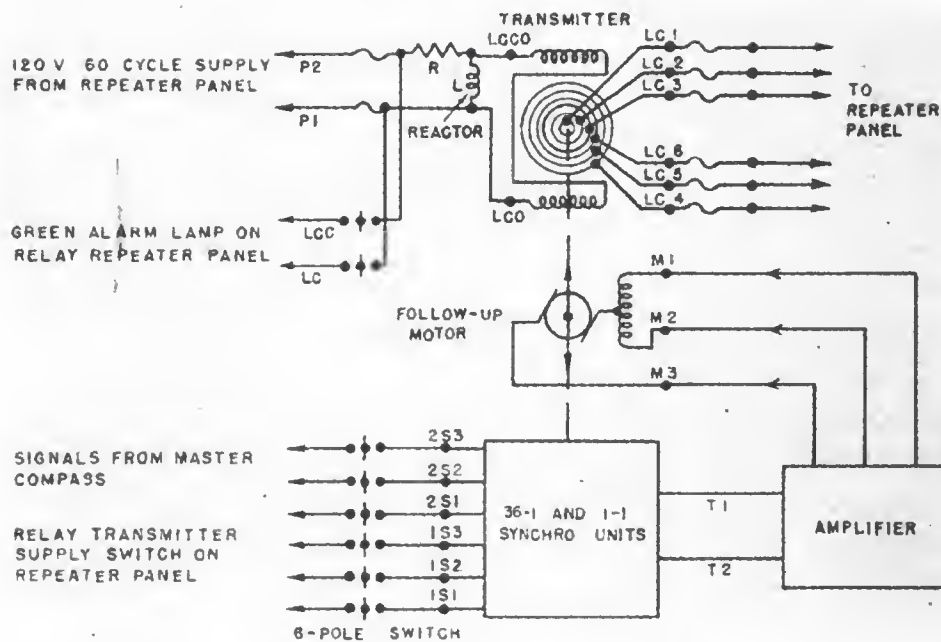 TRANSMITTER
120 V 60 CYCLE SUPPLY
FROM REPEATER PANEL
P2
R
LCCO
L
P1
REACTOR
LCO
LC 1
LC 2
LC 3
LC 6
LC 5
LC 4
TO
REPEATER
PANEL
GREEN ALARM LAMP ON
RELAY REPEATER PANEL
LCC
LC
FOLLOW-UP
MOTOR
M1
M2
M3
SIGNALS FROM MASTER
COMPASS
RELAY TRANSMITTER
SUPPLY SWITCH ON
REPEATER PANEL
2S3
2S2
2S1
1S3
1S2
1S1
6-POLE SWITCH
36-1 AND 1-1
SYNCHRO UNITS
T1
T2
AMPLIFIER